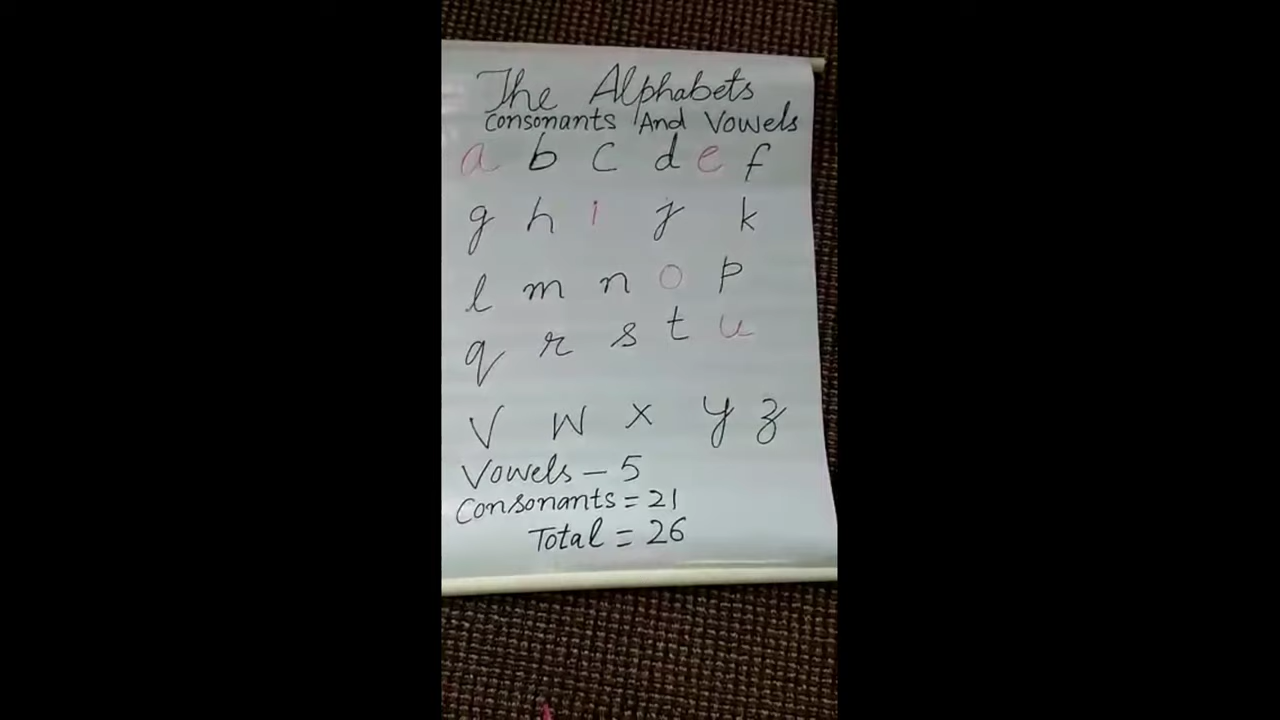 The Alphabets
Consonants And Vowels
a b c d e f
g h i j k
l m n o p
q r s t u
v w x y z
Vowels - 5
Consonants = 21
Total = 26